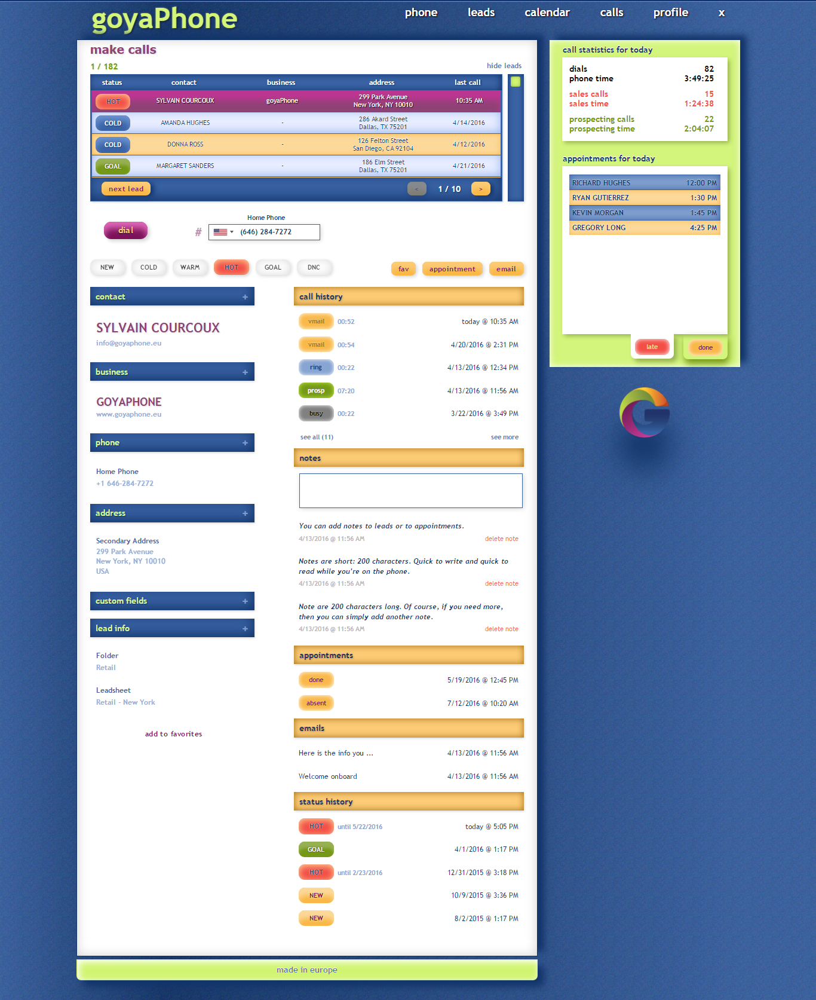 goyaPhone
phone leads calendar calls profile x
make calls
1 / 182
hide leads
status contact business address last call
HOT SYLVAIN COURCOUX goyaPhone 299 Park Avenue 10:35 AM
New York, NY 10010
COLD AMANDA HUGHES - 286 Akard Street 4/14/2016
Dallas, TX 75201
COLD DONNA ROSS - 126 Felton Street 4/12/2016
San Diego, CA 92104
GOAL MARGARET SANDERS - 186 Elm Street 4/21/2016
Dallas, TX 75201
next lead < 1 / 10 >
Home Phone
dial # (646) 284-7272
NEW COLD WARM HOT GOAL DNC fav appointment email
contact +
SYLVAIN COURCOUX
info@goyaphone.eu
business +
GOYAPHONE
www.goyaphone.eu
phone +
Home Phone
+1 646-284-7272
address +
Secondary Address
299 Park Avenue
New York, NY 10010
USA
custom fields +
lead info +
Folder
Retail
Leadsheet
Retail - New York
add to favorites
call history
vmail 00:52 today @ 10:35 AM
vmail 00:54 4/20/2016 @ 2:31 PM
ring 00:22 4/13/2016 @ 12:34 PM
prosp 07:20 4/13/2016 @ 11:56 AM
busy 00:22 3/22/2016 @ 3:49 PM
see all (11) see more
notes
You can add notes to leads or to appointments.
4/13/2016 @ 11:56 AM delete note
Notes are short: 200 characters. Quick to write and quick to
read while you're on the phone.
4/13/2016 @ 11:56 AM delete note
Note are 200 characters long. Of course, if you need more,
then you can simply add another note.
4/13/2016 @ 11:56 AM delete note
appointments
done 5/19/2016 @ 12:45 PM
absent 7/12/2016 @ 10:20 AM
emails
Here is the info you ... 4/13/2016 @ 11:56 AM
Welcome onboard 4/13/2016 @ 11:56 AM
status history
HOT until 5/22/2016 today @ 5:05 PM
GOAL 4/1/2016 @ 1:17 PM
HOT until 2/23/2016 12/31/2015 @ 3:18 PM
NEW 10/9/2015 @ 3:36 PM
NEW 8/2/2015 @ 1:17 PM
made in europe
call statistics for today
dials 82
phone time 3:49:25
sales calls 15
sales time 1:24:38
prospecting calls 22
prospecting time 2:04:07
appointments for today
RICHARD HUGHES 12:00 PM
RYAN GUTIERREZ 1:30 PM
KEVIN MORGAN 1:45 PM
GREGORY LONG 4:25 PM
late done
G